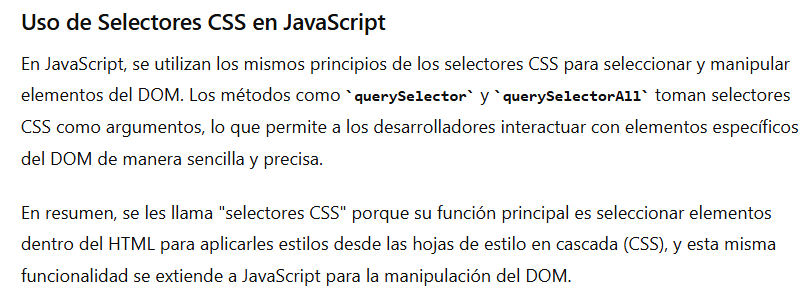 Uso de Selectores CSS en JavaScript
En JavaScript, se utilizan los mismos principios de los selectores CSS para seleccionar y manipular
elementos del DOM. Los métodos como `querySelector` y `querySelectorAll` toman selectores
CSS como argumentos, lo que permite a los desarrolladores interactuar con elementos específicos
del DOM de manera sencilla y precisa.
En resumen, se les llama "selectores CSS" porque su función principal es seleccionar elementos
dentro del HTML para aplicarles estilos desde las hojas de estilo en cascada (CSS), y esta misma
funcionalidad se extiende a JavaScript para la manipulación del DOM.